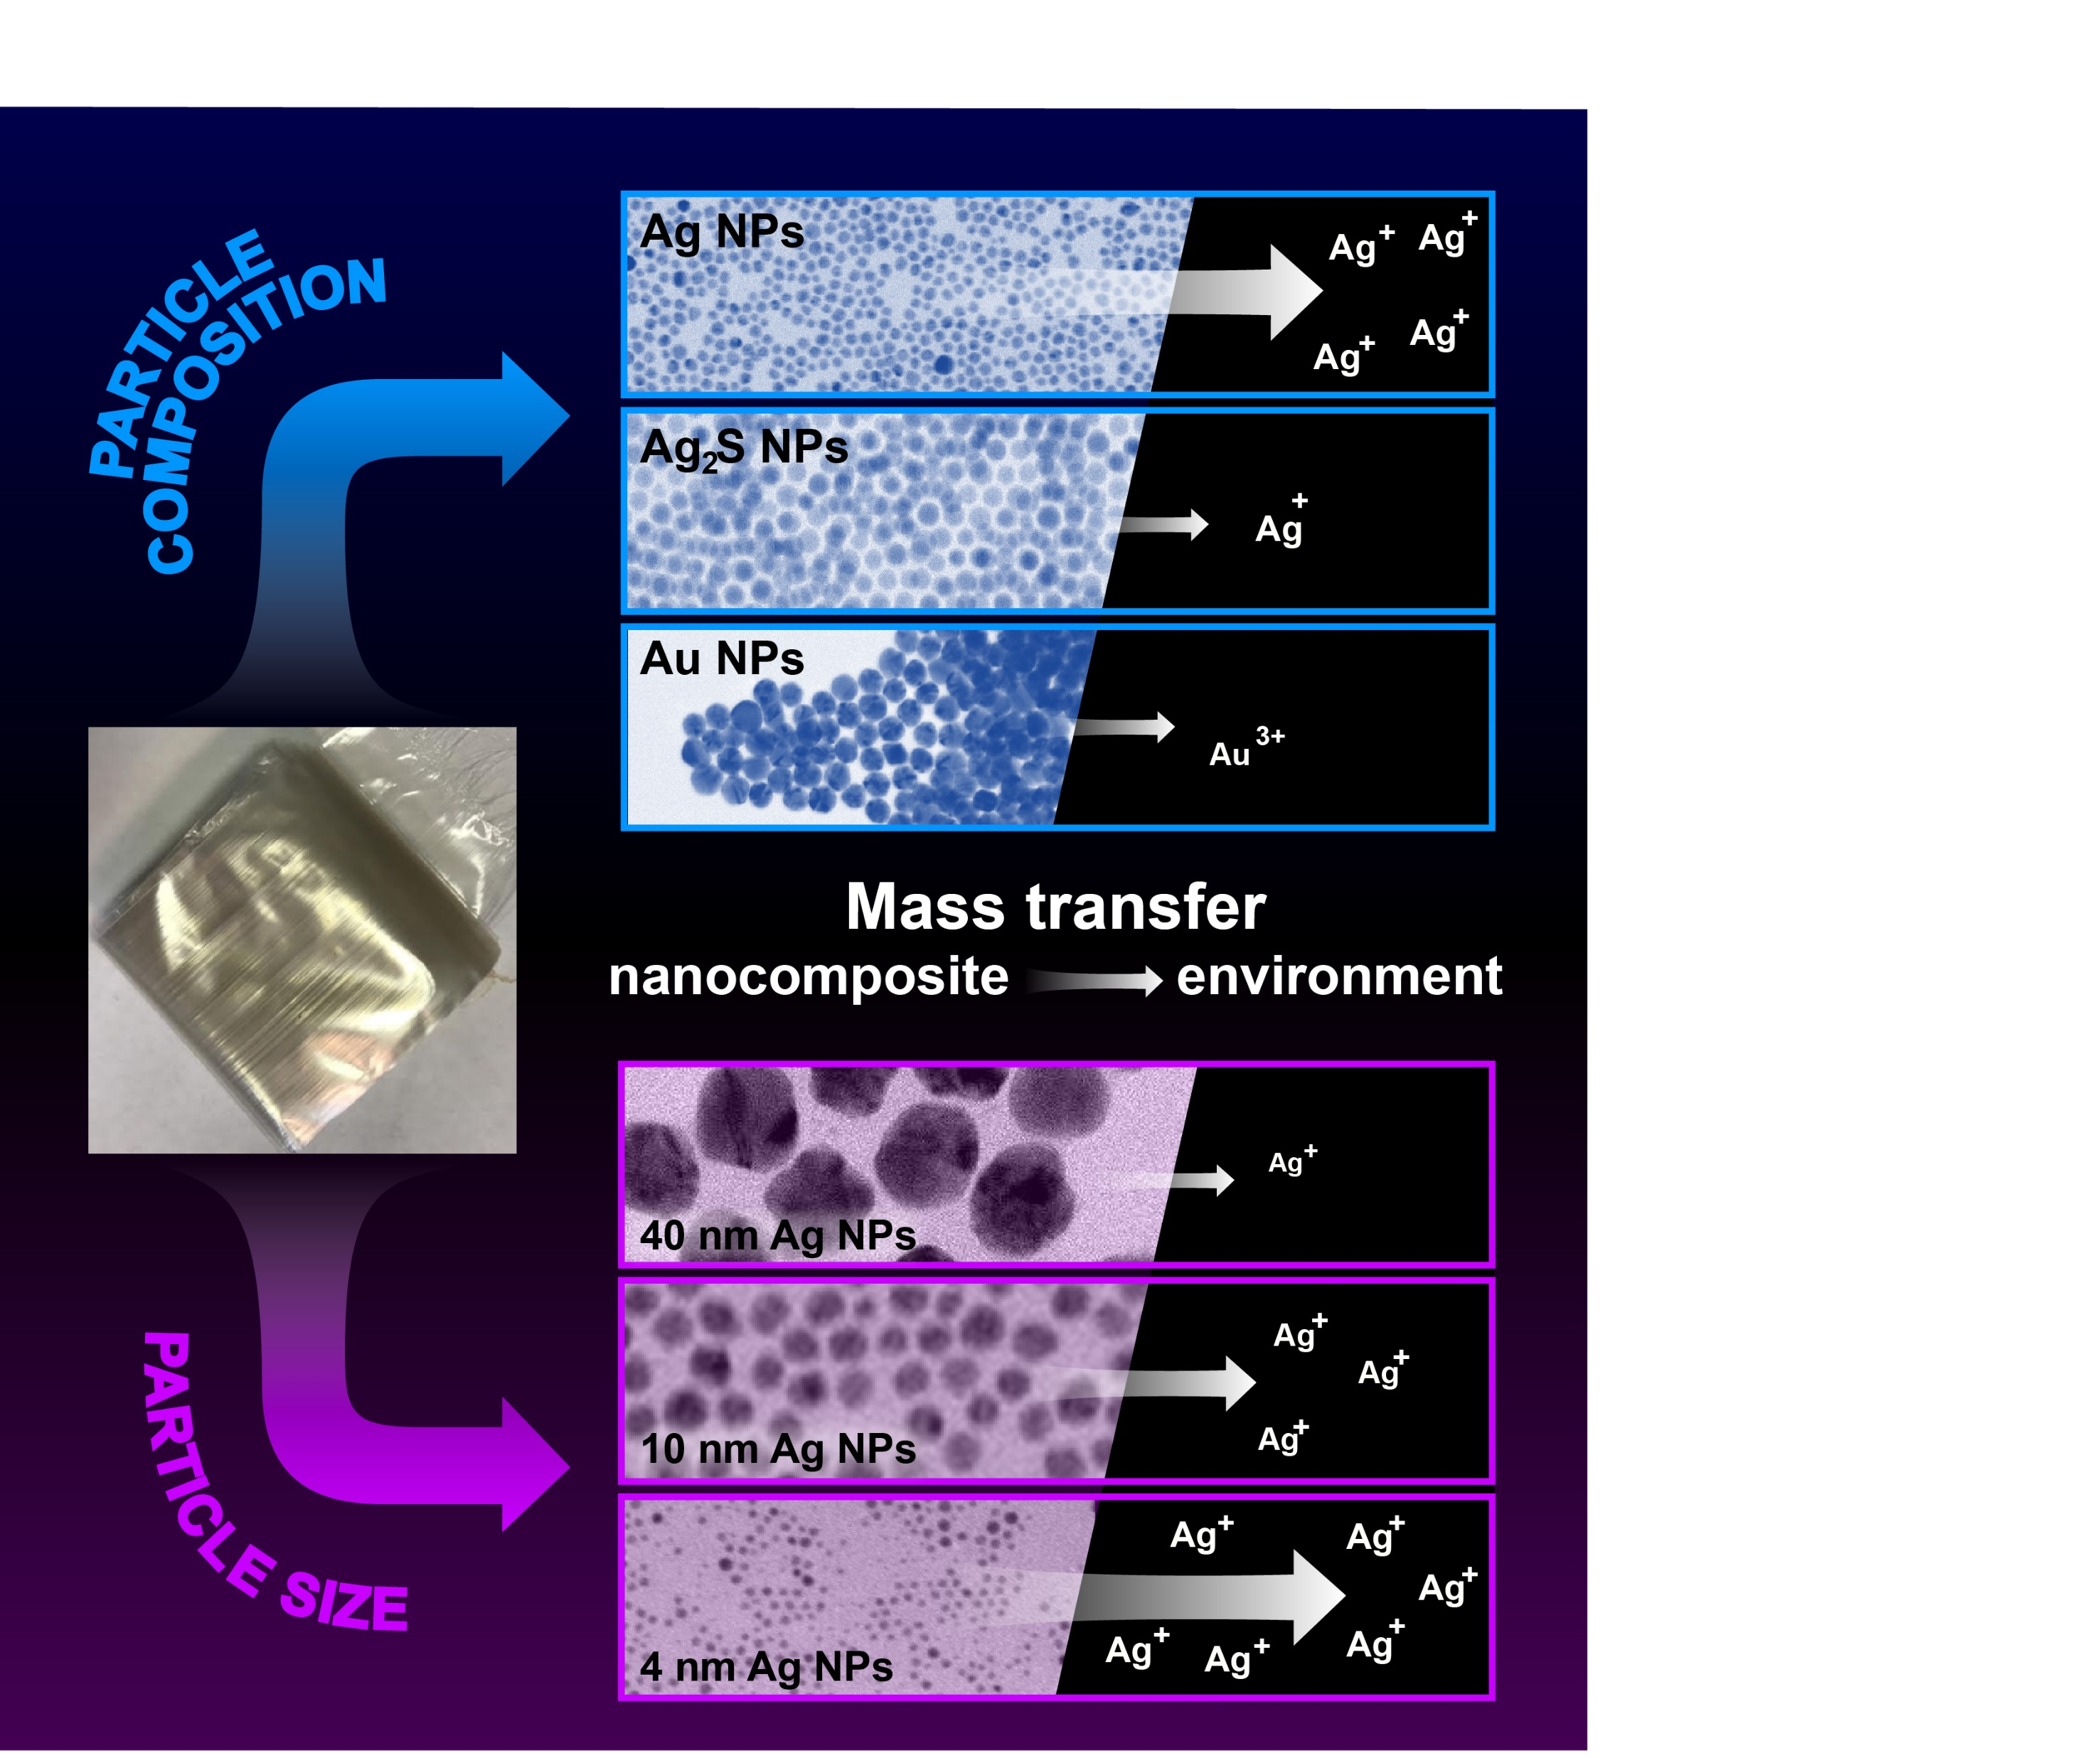 PARTICLE
COMPOSITION
Ag NPs
Ag⁺ Ag⁺
Ag⁺ Ag⁺
Ag₂S NPs
Ag⁺
Au NPs
Au ³⁺
Mass transfer
nanocomposite → environment
40 nm Ag NPs
Ag⁺
10 nm Ag NPs
Ag⁺
Ag⁺
Ag⁺
4 nm Ag NPs
Ag⁺ Ag⁺
Ag⁺
Ag⁺ Ag⁺ Ag⁺
PARTICLE SIZE